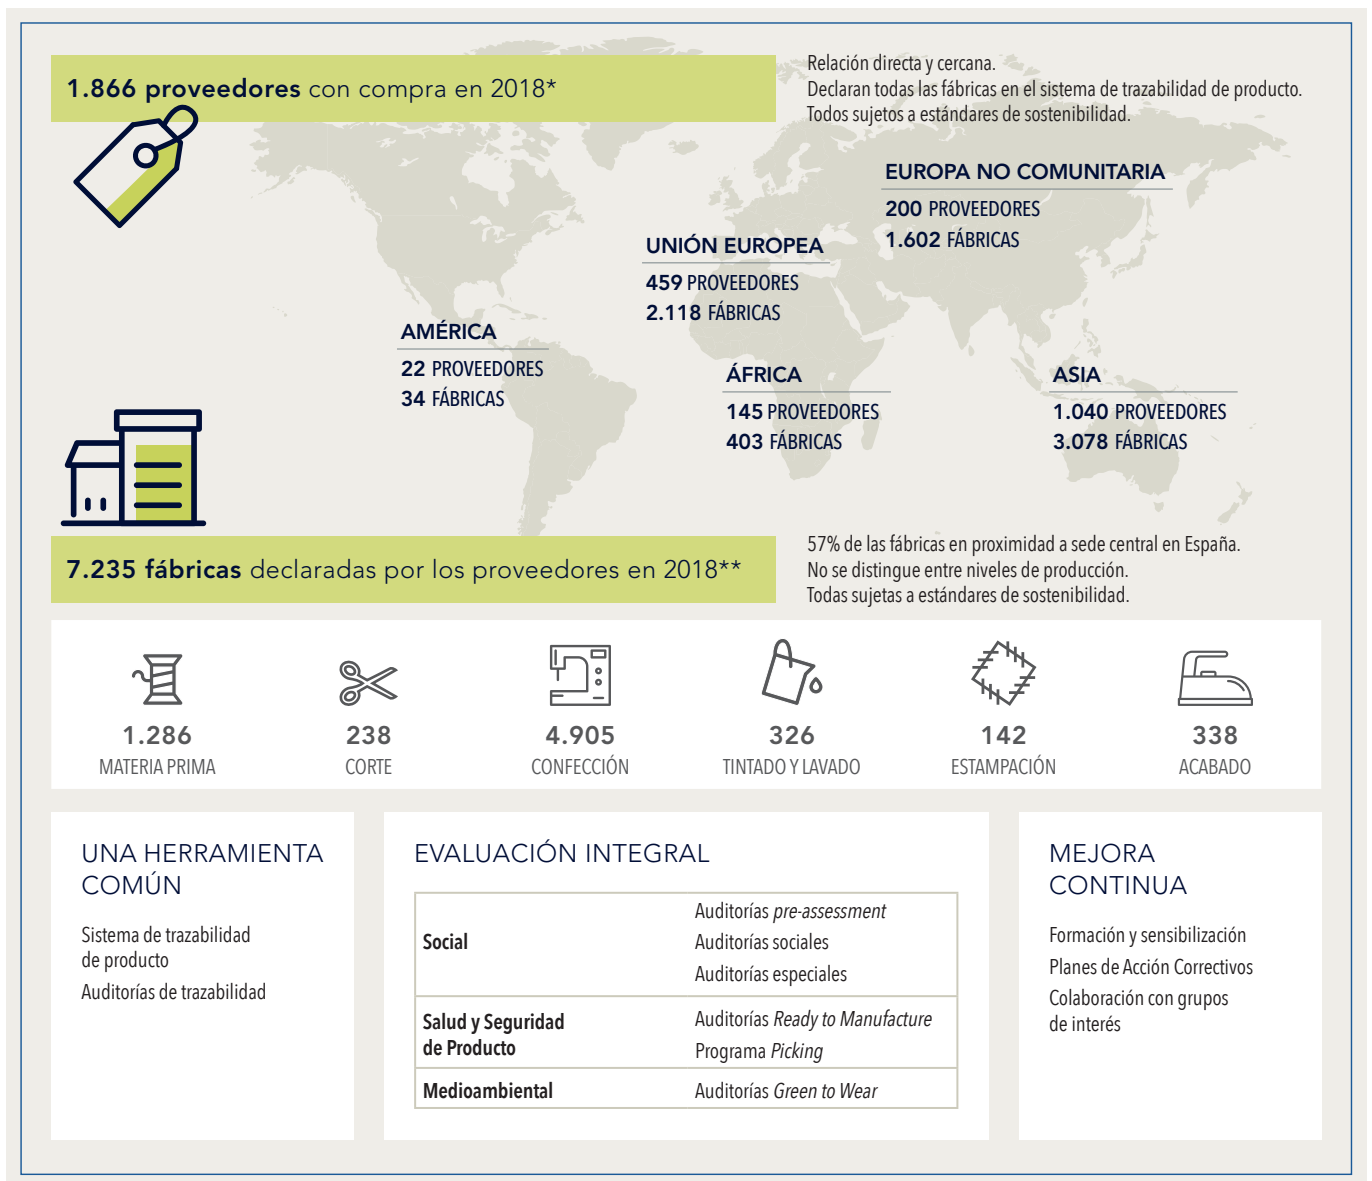 1.866 proveedores con compra en 2018*
Relación directa y cercana.
Declaran todas las fábricas en el sistema de trazabilidad de producto.
Todos sujetos a estándares de sostenibilidad.
EUROPA NO COMUNITARIA
200 PROVEEDORES
1.602 FÁBRICAS
UNIÓN EUROPEA
459 PROVEEDORES
2.118 FÁBRICAS
AMÉRICA
22 PROVEEDORES
34 FÁBRICAS
ÁFRICA
145 PROVEEDORES
403 FÁBRICAS
ASIA
1.040 PROVEEDORES
3.078 FÁBRICAS
7.235 fábricas declaradas por los proveedores en 2018**
57% de las fábricas en proximidad a sede central en España.
No se distingue entre niveles de producción.
Todas sujetas a estándares de sostenibilidad.
1.286
MATERIA PRIMA
238
CORTE
4.905
CONFECCIÓN
326
TINTADO Y LAVADO
142
ESTAMPACIÓN
338
ACABADO
UNA HERRAMIENTA
COMÚN
Sistema de trazabilidad
de producto
Auditorías de trazabilidad
EVALUACIÓN INTEGRAL
Social
Auditorías pre-assessment
Auditorías sociales
Auditorías especiales
Salud y Seguridad
de Producto
Auditorías Ready to Manufacture
Programa Picking
Medioambiental
Auditorías Green to Wear
MEJORA
CONTINUA
Formación y sensibilización
Planes de Acción Correctivos
Colaboración con grupos
de interés